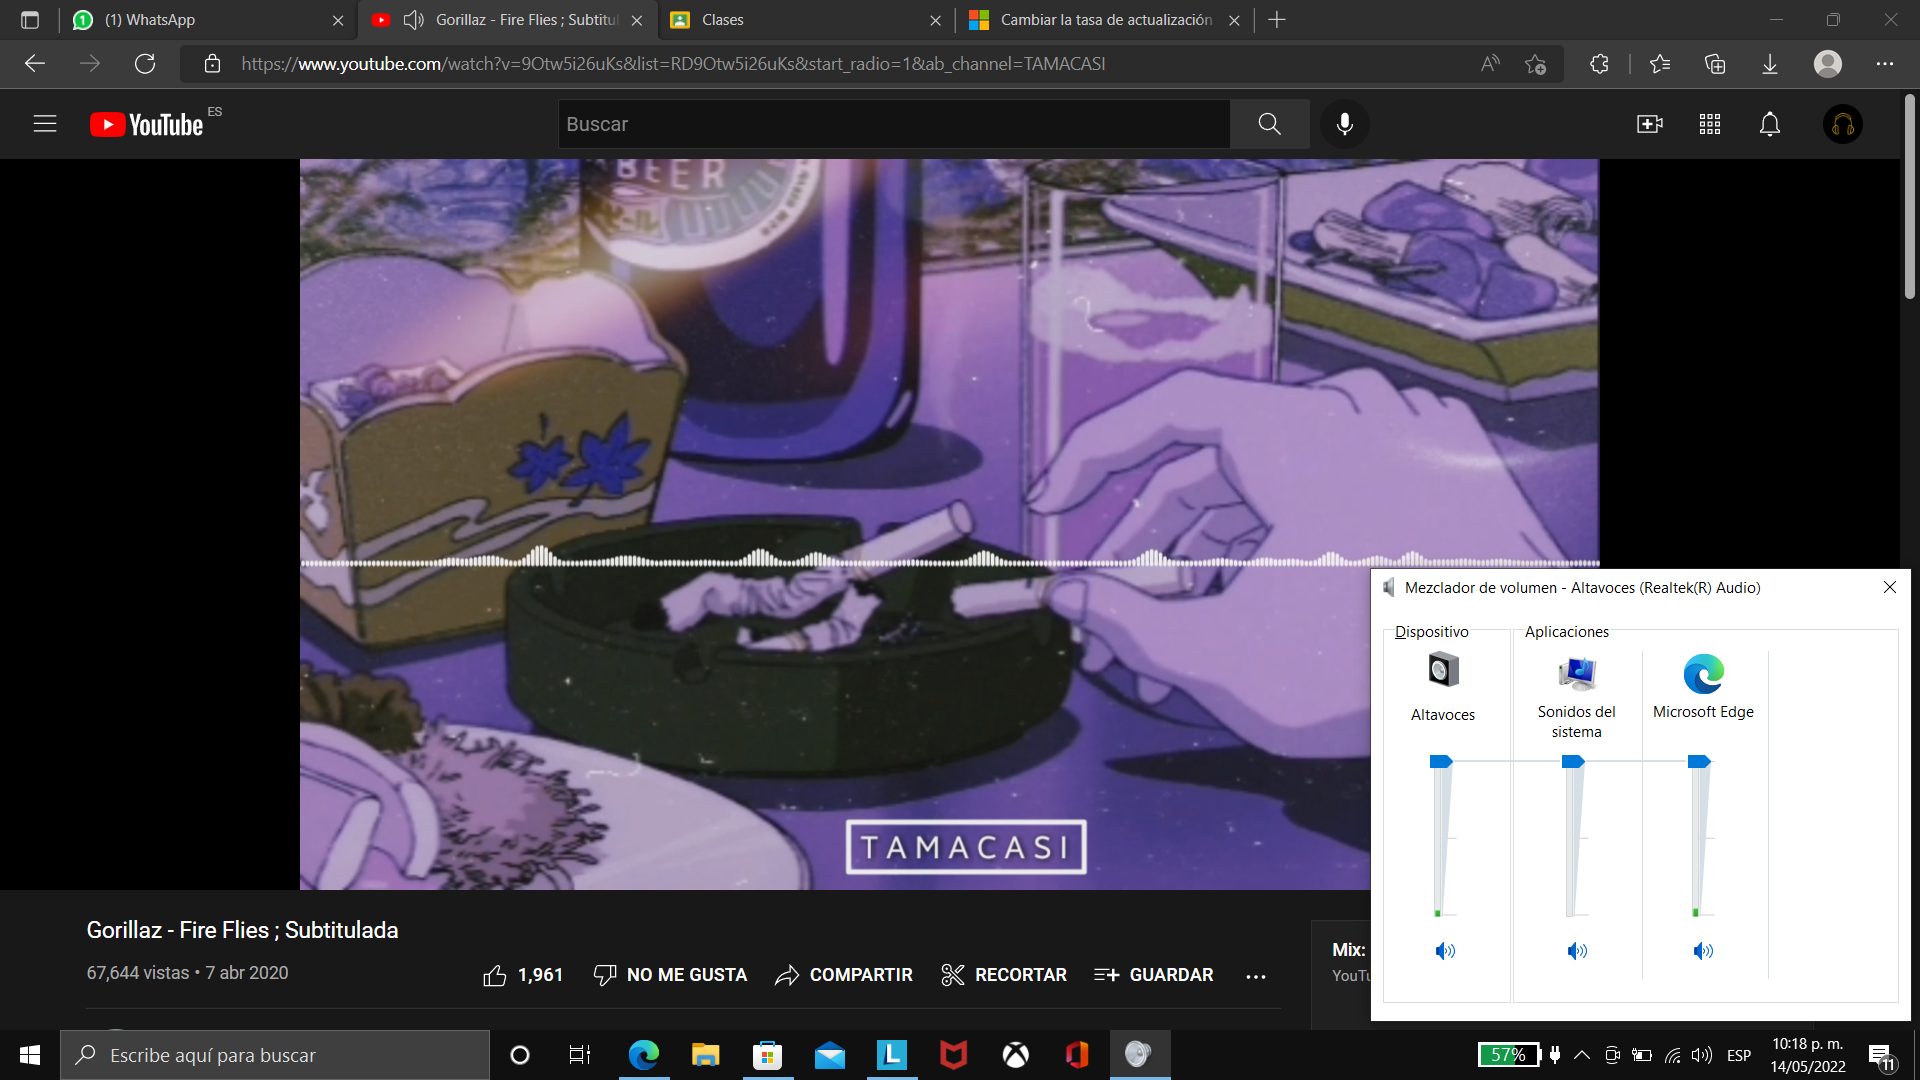 (1) WhatsApp
Gorillaz - Fire Flies ; Subtitul
Clases
Cambiar la tasa de actualización
https://www.youtube.com/watch?v=9Otw5i26uKs&list=RD9Otw5i26uKs&start_radio=1&ab_channel=TAMACASI
YouTube ES
Buscar
BEER
TAMACASI
Mezclador de volumen - Altavoces (Realtek(R) Audio)
Dispositivo
Aplicaciones
Altavoces
Sonidos del
sistema
Microsoft Edge
Gorillaz - Fire Flies ; Subtitulada
67,644 vistas • 7 abr 2020
1,961
NO ME GUSTA
COMPARTIR
RECORTAR
GUARDAR
Mix:
YouTu
Escribe aquí para buscar
57%
ESP
10:18 p. m.
14/05/2022
11